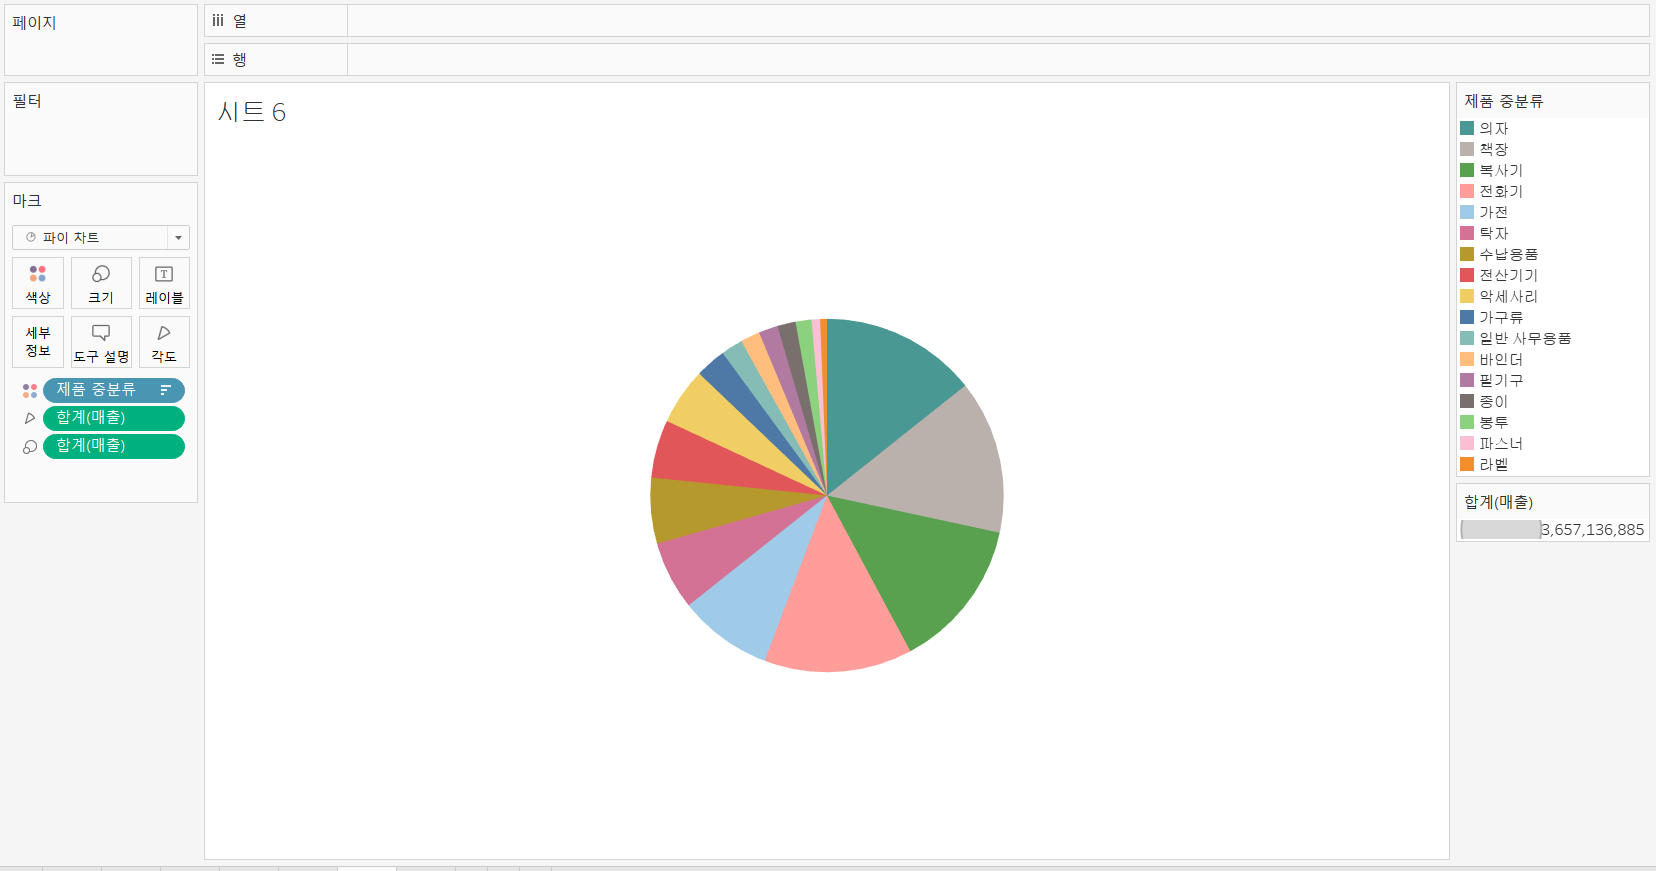 페이지
열
행
필터
시트 6
마크
파이 차트
색상
크기
레이블
세부
정보
도구 설명
각도
제품 중분류
합계(매출)
합계(매출)
제품 중분류
의자
책장
복사기
전화기
가전
탁자
수납용품
전산기기
악세사리
가구류
일반 사무용품
바인더
필기구
종이
봉투
파스너
라벨
합계(매출)
3,657,136,885